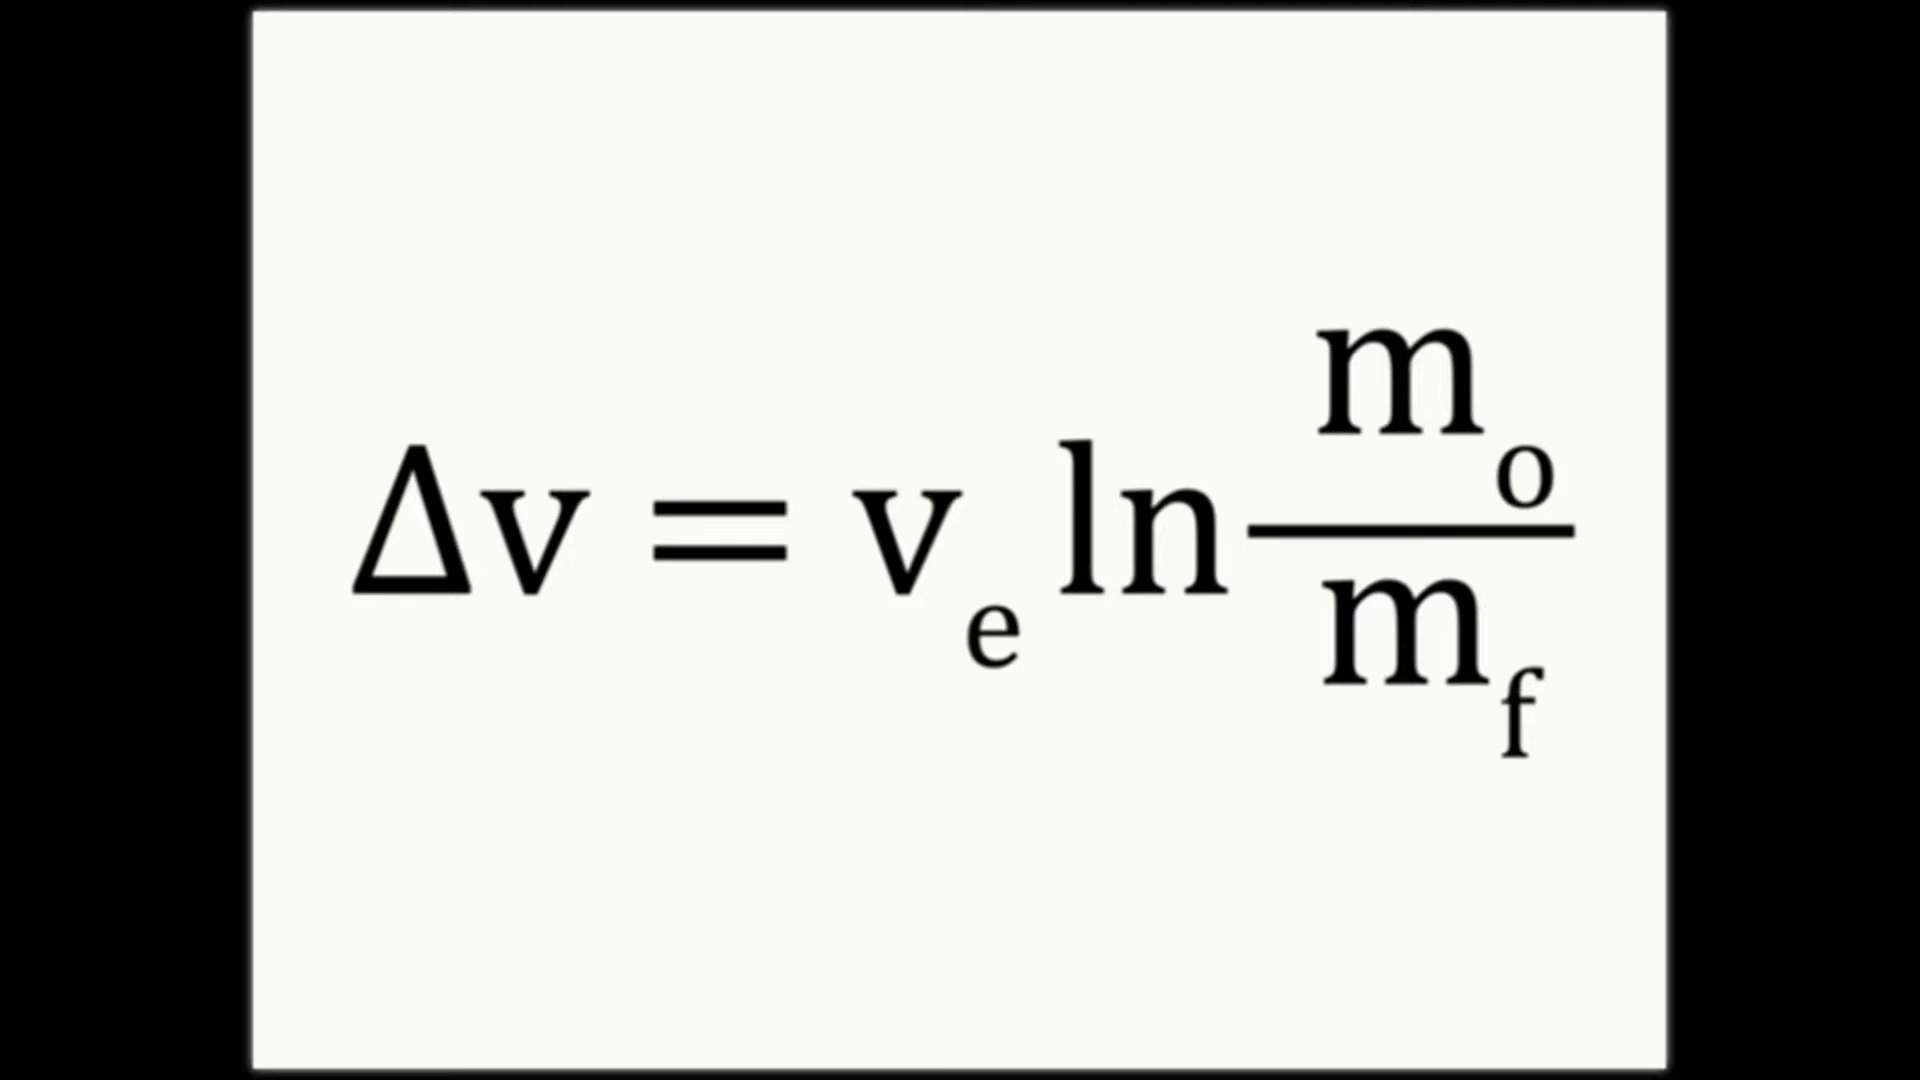 Δv = vₑ ln mₒ/m_f